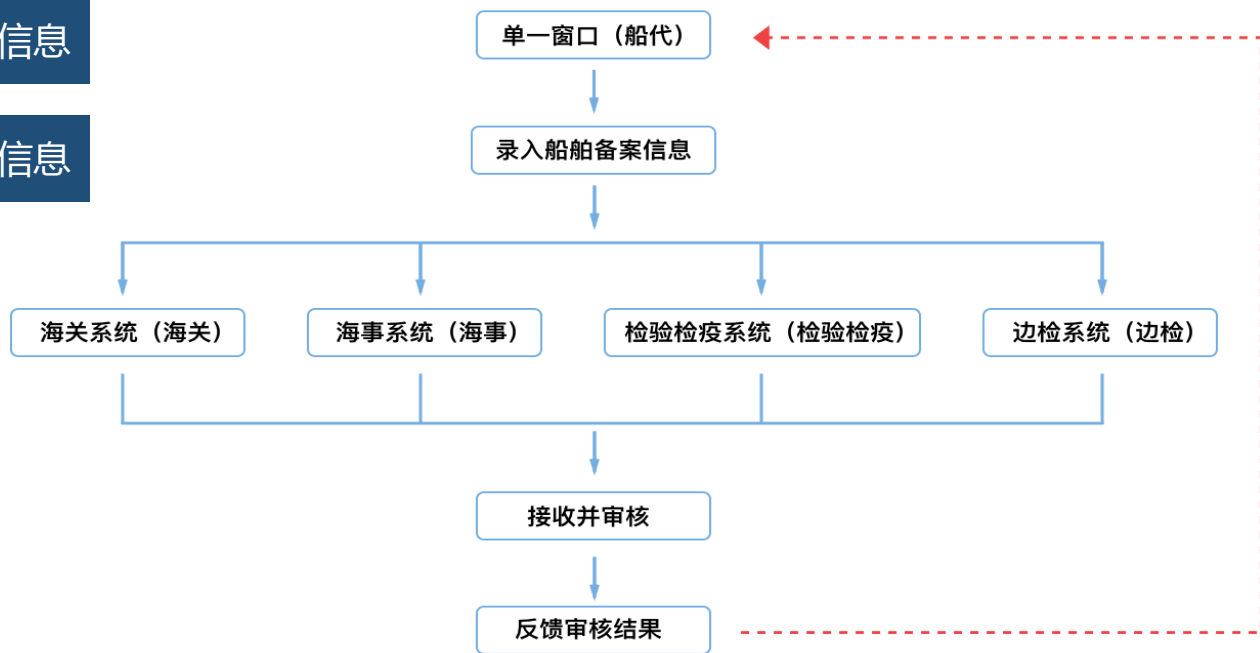 信息
信息
单一窗口（船代）
录入船舶备案信息
海关系统（海关）
海事系统（海事）
检验检疫系统（检验检疫）
边检系统（边检）
接收并审核
反馈审核结果